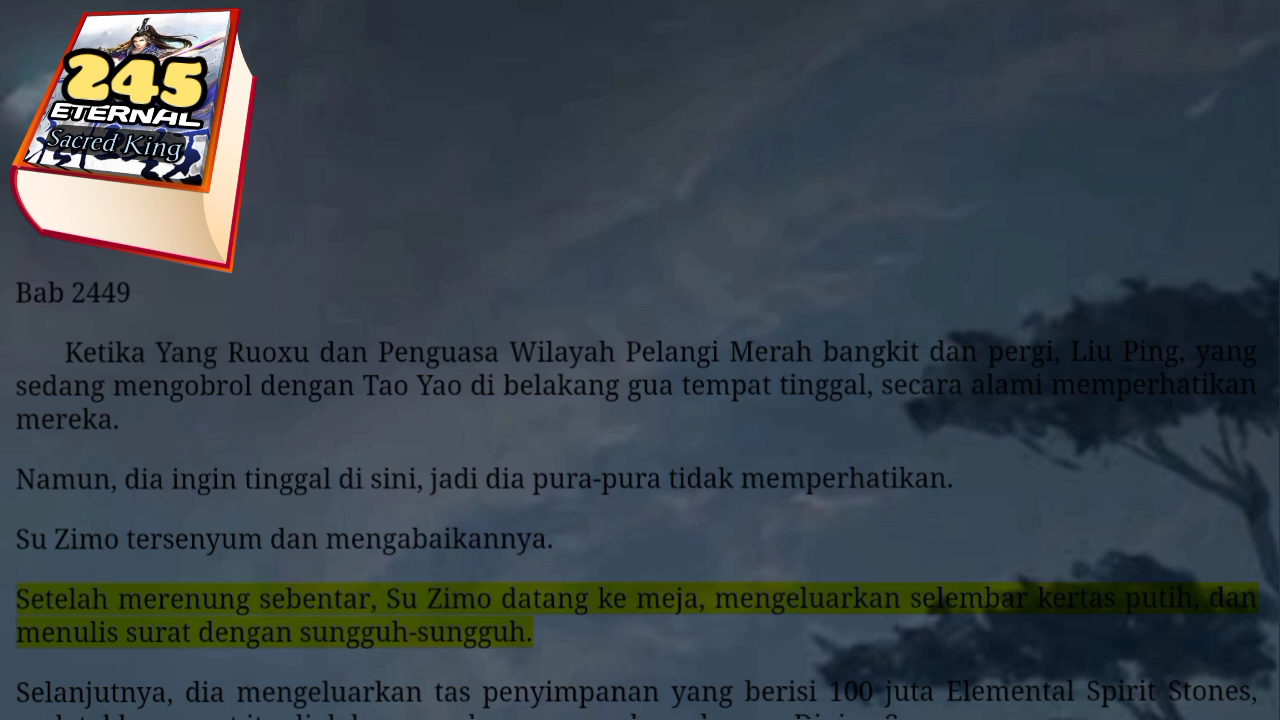 245
ETERNAL
Sacred King
Bab 2449
Ketika Yang Ruoxu dan Penguasa Wilayah Pelangi Merah bangkit dan pergi, Liu Ping, yang
sedang mengobrol dengan Tao Yao di belakang gua tempat tinggal, secara alami memperhatikan
mereka.
Namun, dia ingin tinggal di sini, jadi dia pura-pura tidak memperhatikan.
Su Zimo tersenyum dan mengabaikannya.
Setelah merenung sebentar, Su Zimo datang ke meja, mengeluarkan selembar kertas putih, dan
menulis surat dengan sungguh-sungguh.
Selanjutnya, dia mengeluarkan tas penyimpanan yang berisi 100 juta Elemental Spirit Stones,